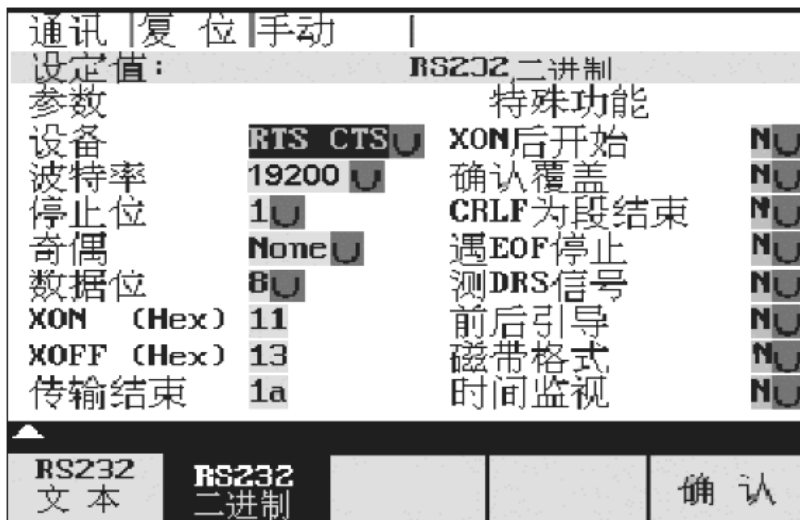 通讯 复 位 手动
设定值: RS232,二进制
参数 特殊功能
设备 RTS CTS XON后开始 N
波特率 19200 确认覆盖 N
停止位 1 CRLF为段结束 N
奇偶 None 遇EOF停止 N
数据位 8 测DRS信号 N
XON (Hex) 11 前后引导 N
XOFF (Hex) 13 磁带格式 N
传输结束 1a 时间监视 N
RS232 文 本
RS232 二进制
确 认